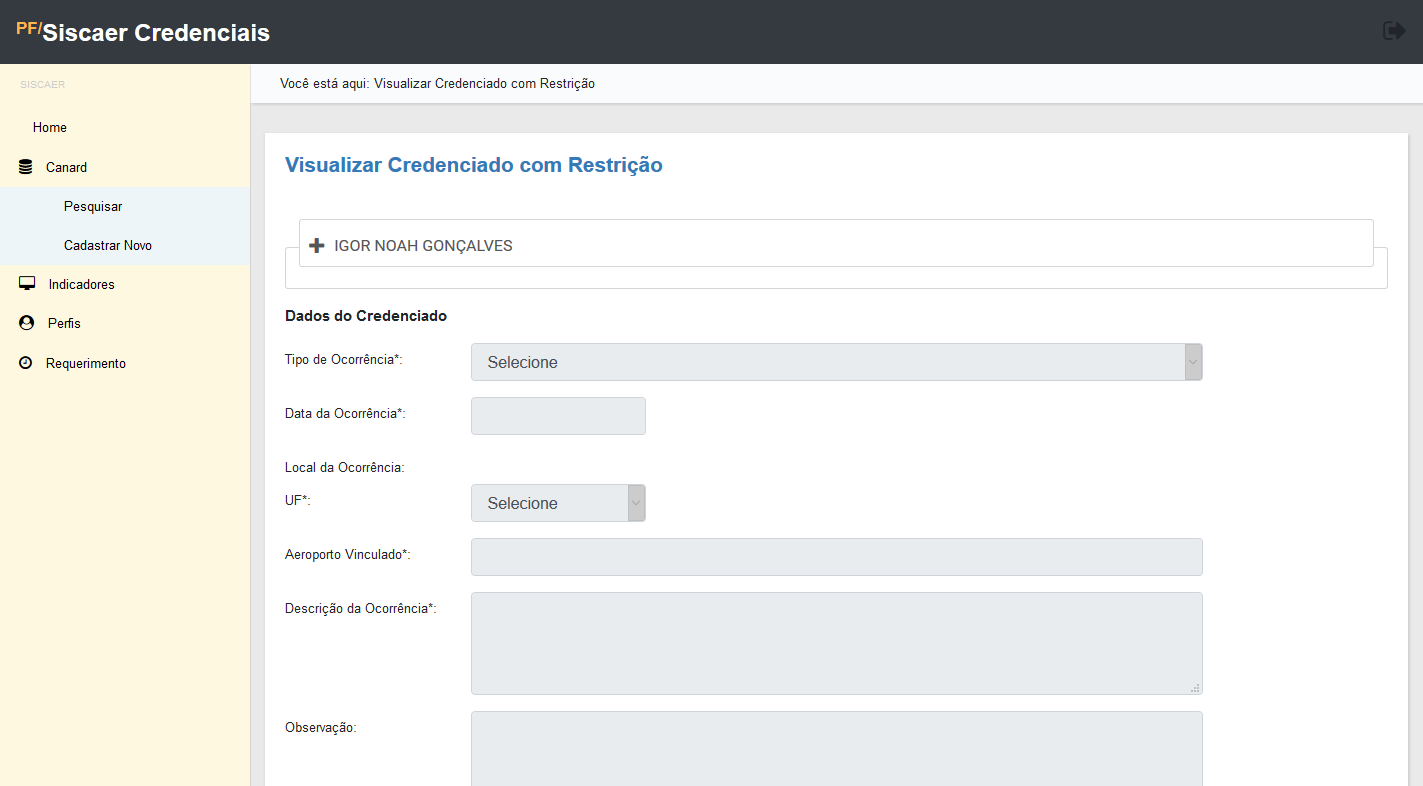 PF/Siscaer Credenciais
SISCAER
Você está aqui: Visualizar Credenciado com Restrição
Home
Canard
Pesquisar
Cadastrar Novo
Indicadores
Perfis
Requerimento
Visualizar Credenciado com Restrição
IGOR NOAH GONÇALVES
Dados do Credenciado
Tipo de Ocorrência*: Selecione
Data da Ocorrência*:
Local da Ocorrência:
UF*: Selecione
Aeroporto Vinculado*:
Descrição da Ocorrência*:
Observação: